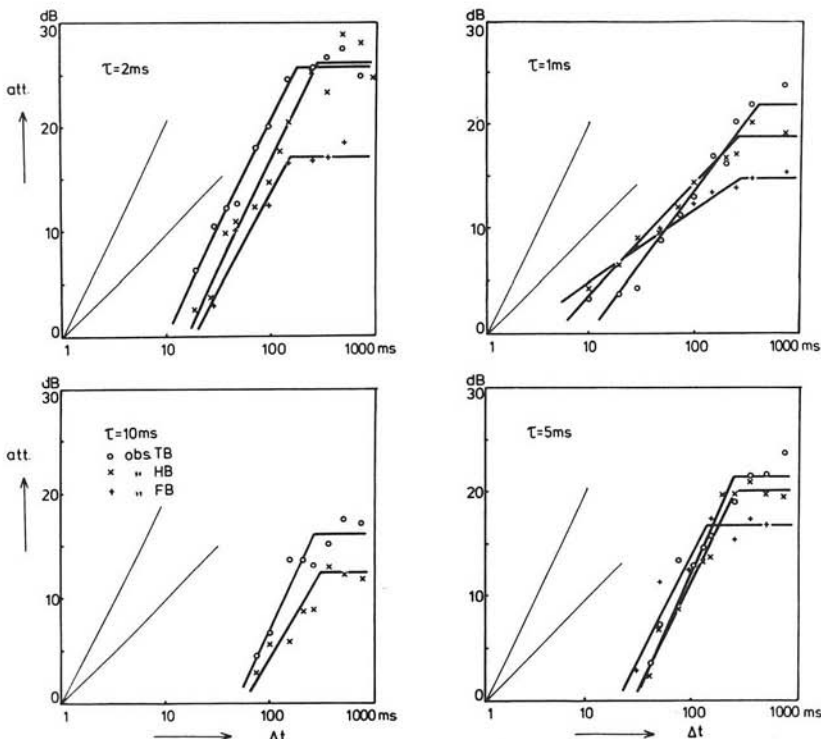 dB
30
τ=2ms
att.
20
10
0
1 10 100 1000 ms
dB
30
τ=1ms
20
10
0
1 10 100 1000 ms
dB
30
τ=10ms
o obs. TB
x „ HB
+ „ FB
att.
20
10
0
1 10 100 1000 ms
Δt
dB
30
τ=5ms
20
10
0
1 10 100 1000 ms
Δt